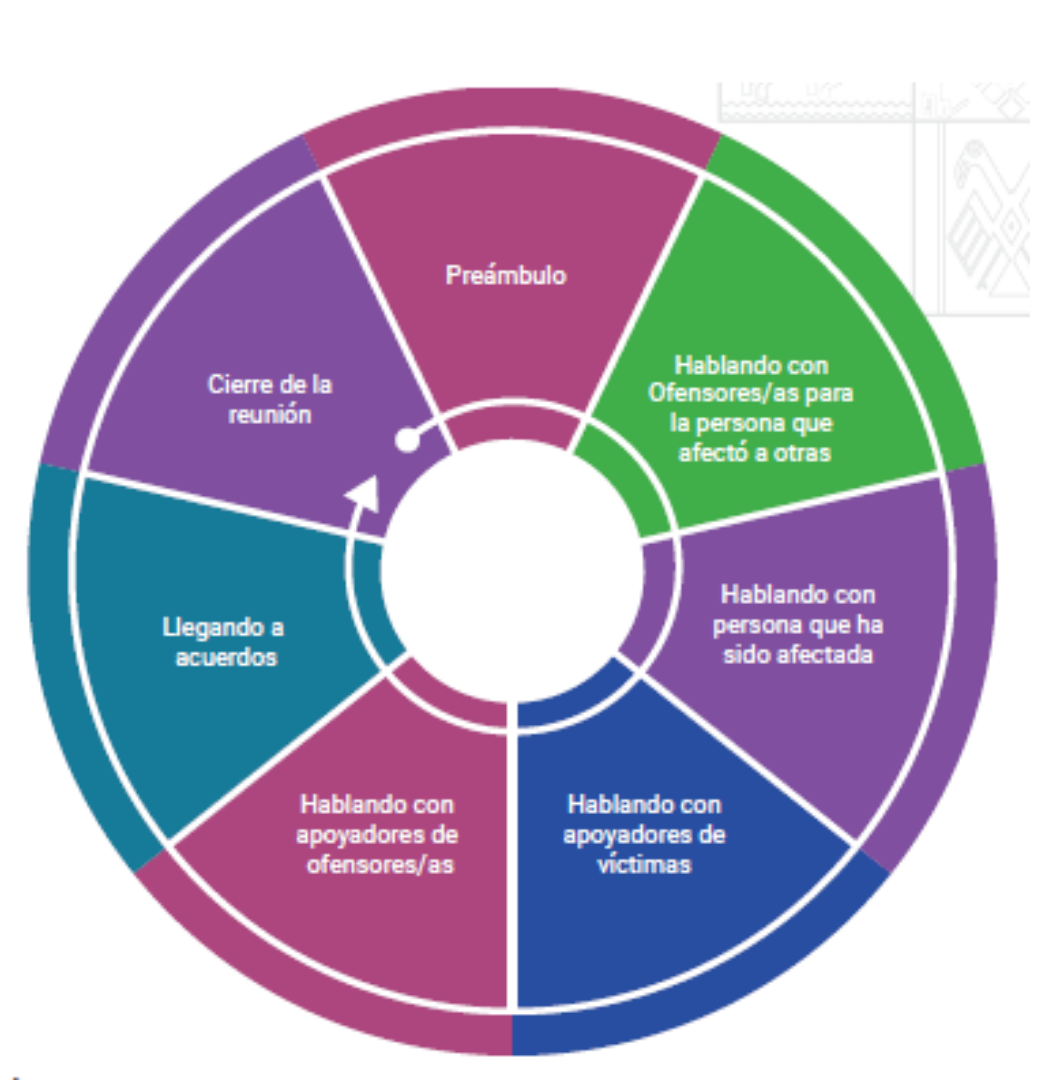 Preámbulo
Hablando con
Ofensores/as para
la persona que
afectó a otras
Hablando con
persona que ha
sido afectada
Hablando con
apoyadores de
víctimas
Hablando con
apoyadores de
ofensores/as
Llegando a
acuerdos
Cierre de la
reunión